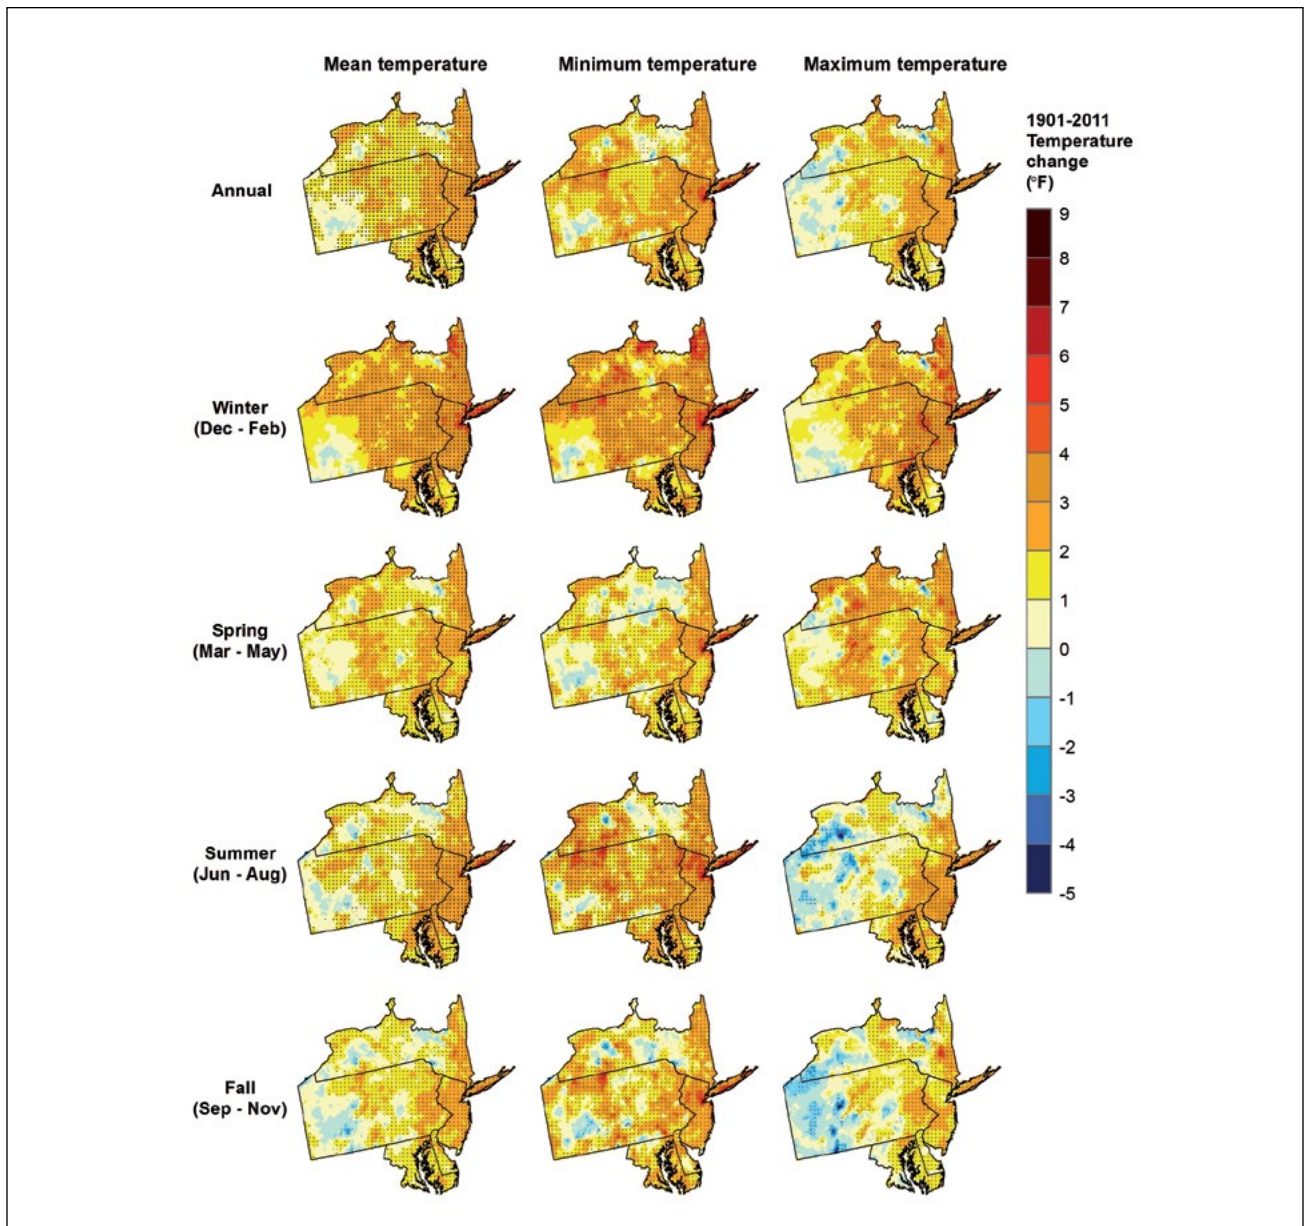 Mean temperature Minimum temperature Maximum temperature
1901-2011
Temperature
change
(°F)
Annual
9
8
7
6
5
4
3
2
1
0
-1
-2
-3
-4
-5
Winter
(Dec - Feb)
Spring
(Mar - May)
Summer
(Jun - Aug)
Fall
(Sep - Nov)